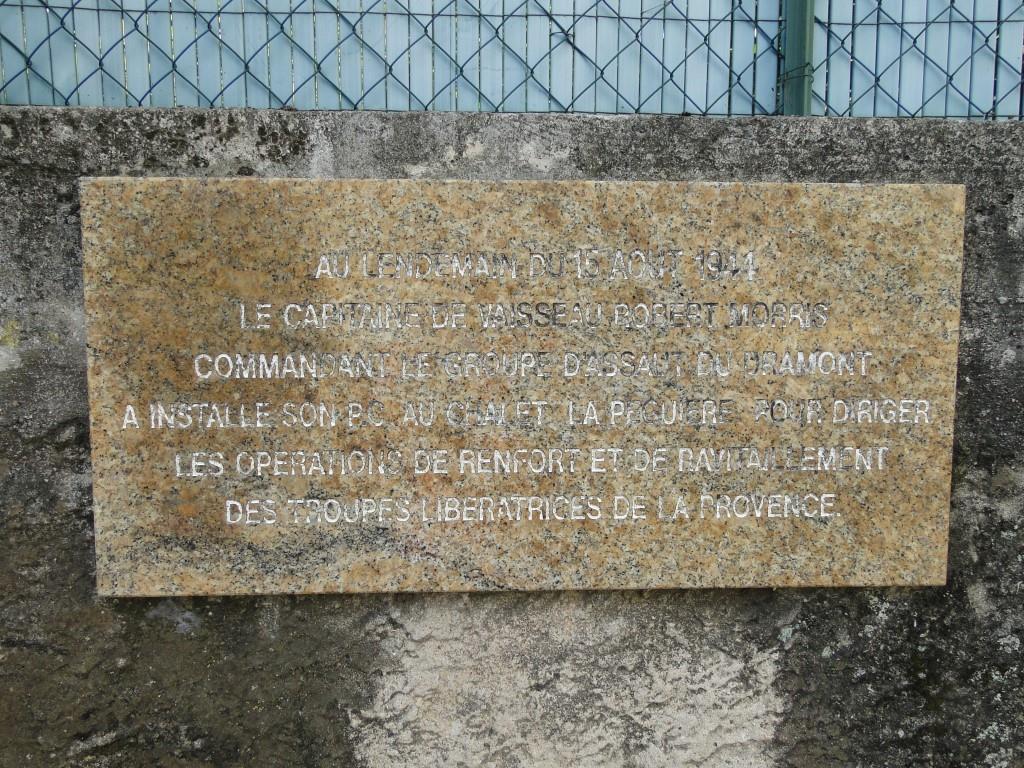 AU LENDEMAIN DU 15 AOUT 1944
LE CAPITAINE DE VAISSEAU ROBERT MORRIS
COMMANDANT LE GROUPE D'ASSAUT DU DRAMONT
A INSTALLE SON P.C. AU CHALET LA PEGUIERE POUR DIRIGER
LES OPERATIONS DE RENFORT ET DE RAVITAILLEMENT
DES TROUPES LIBERATRICES DE LA PROVENCE.